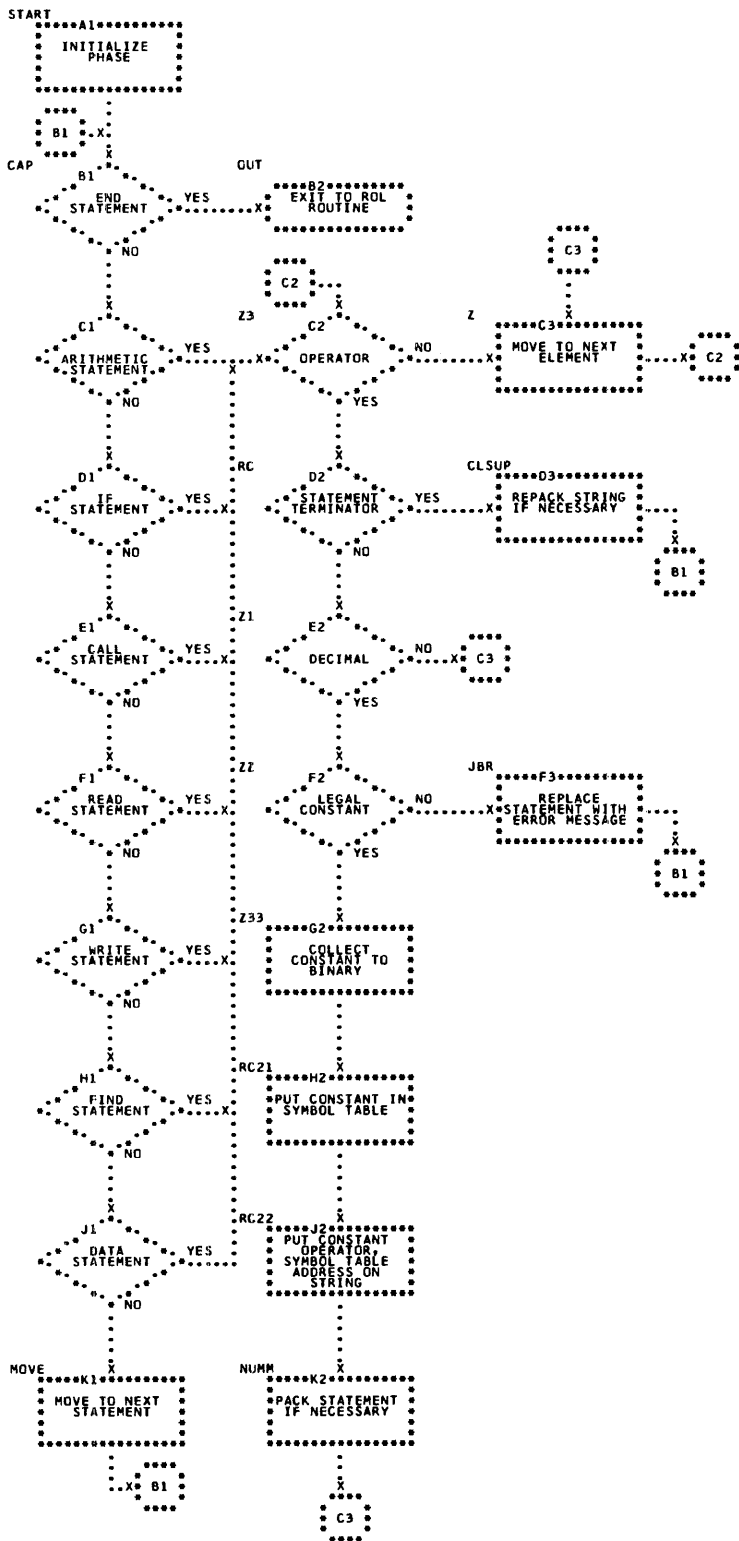 START
A1
INITIALIZE
PHASE
B1
CAP
B1
END
STATEMENT
YES
NO
OUT
B2
EXIT TO ROL
ROUTINE
C3
C2
C1
ARITHMETIC
STATEMENT
YES
NO
Z3
C2
OPERATOR
NO
YES
Z
C3
MOVE TO NEXT
ELEMENT
C2
D1
IF
STATEMENT
YES
NO
RC
D2
STATEMENT
TERMINATOR
YES
NO
CLSUP
D3
REPACK STRING
IF NECESSARY
B1
E1
CALL
STATEMENT
YES
NO
Z1
E2
DECIMAL
NO
YES
C3
F1
READ
STATEMENT
YES
NO
ZZ
F2
LEGAL
CONSTANT
NO
YES
JBR
F3
REPLACE
STATEMENT WITH
ERROR MESSAGE
B1
G1
WRITE
STATEMENT
YES
NO
Z33
G2
COLLECT
CONSTANT TO
BINARY
H1
FIND
STATEMENT
YES
NO
RC21
H2
PUT CONSTANT IN
SYMBOL TABLE
J1
DATA
STATEMENT
YES
NO
RC22
J2
PUT CONSTANT
OPERATOR,
SYMBOL TABLE
ADDRESS ON
STRING
MOVE
K1
MOVE TO NEXT
STATEMENT
B1
NUMM
K2
PACK STATEMENT
IF NECESSARY
C3